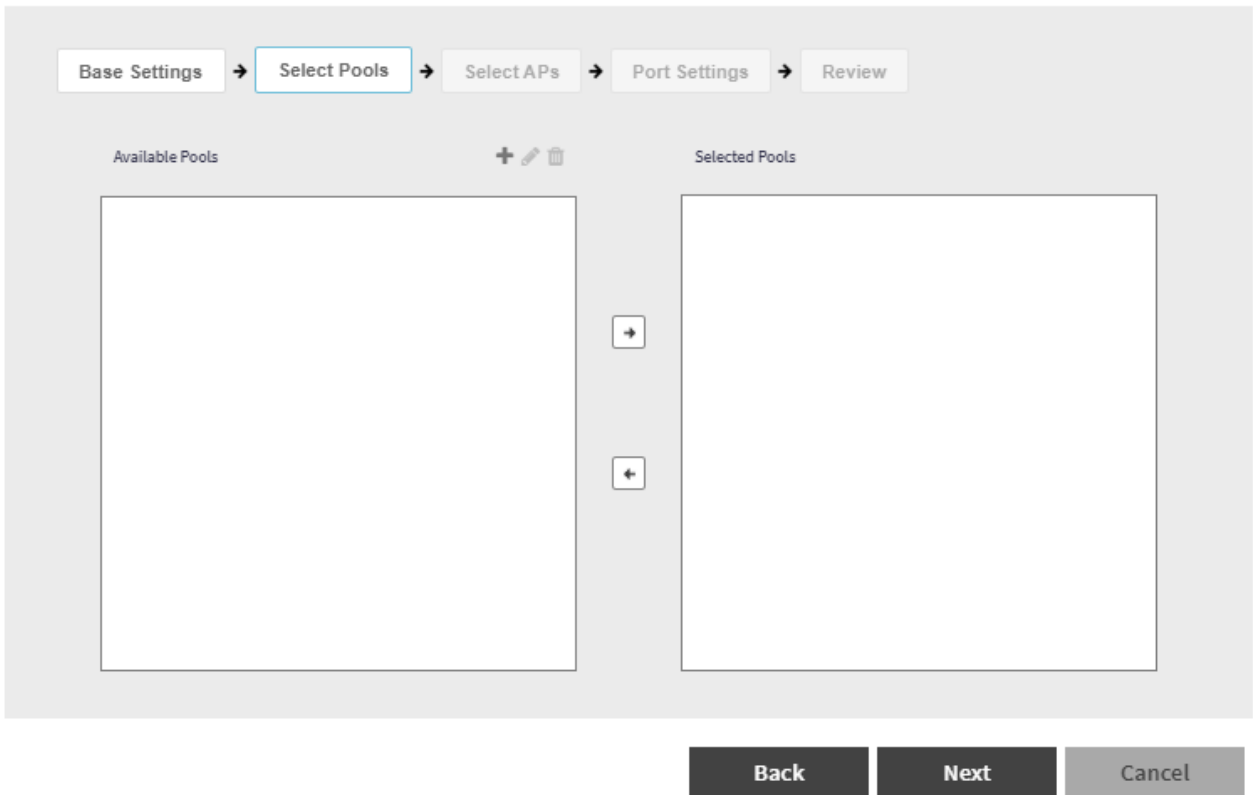 Base Settings → Select Pools → Select APs → Port Settings → Review
Available Pools
Selected Pools
Back
Next
Cancel